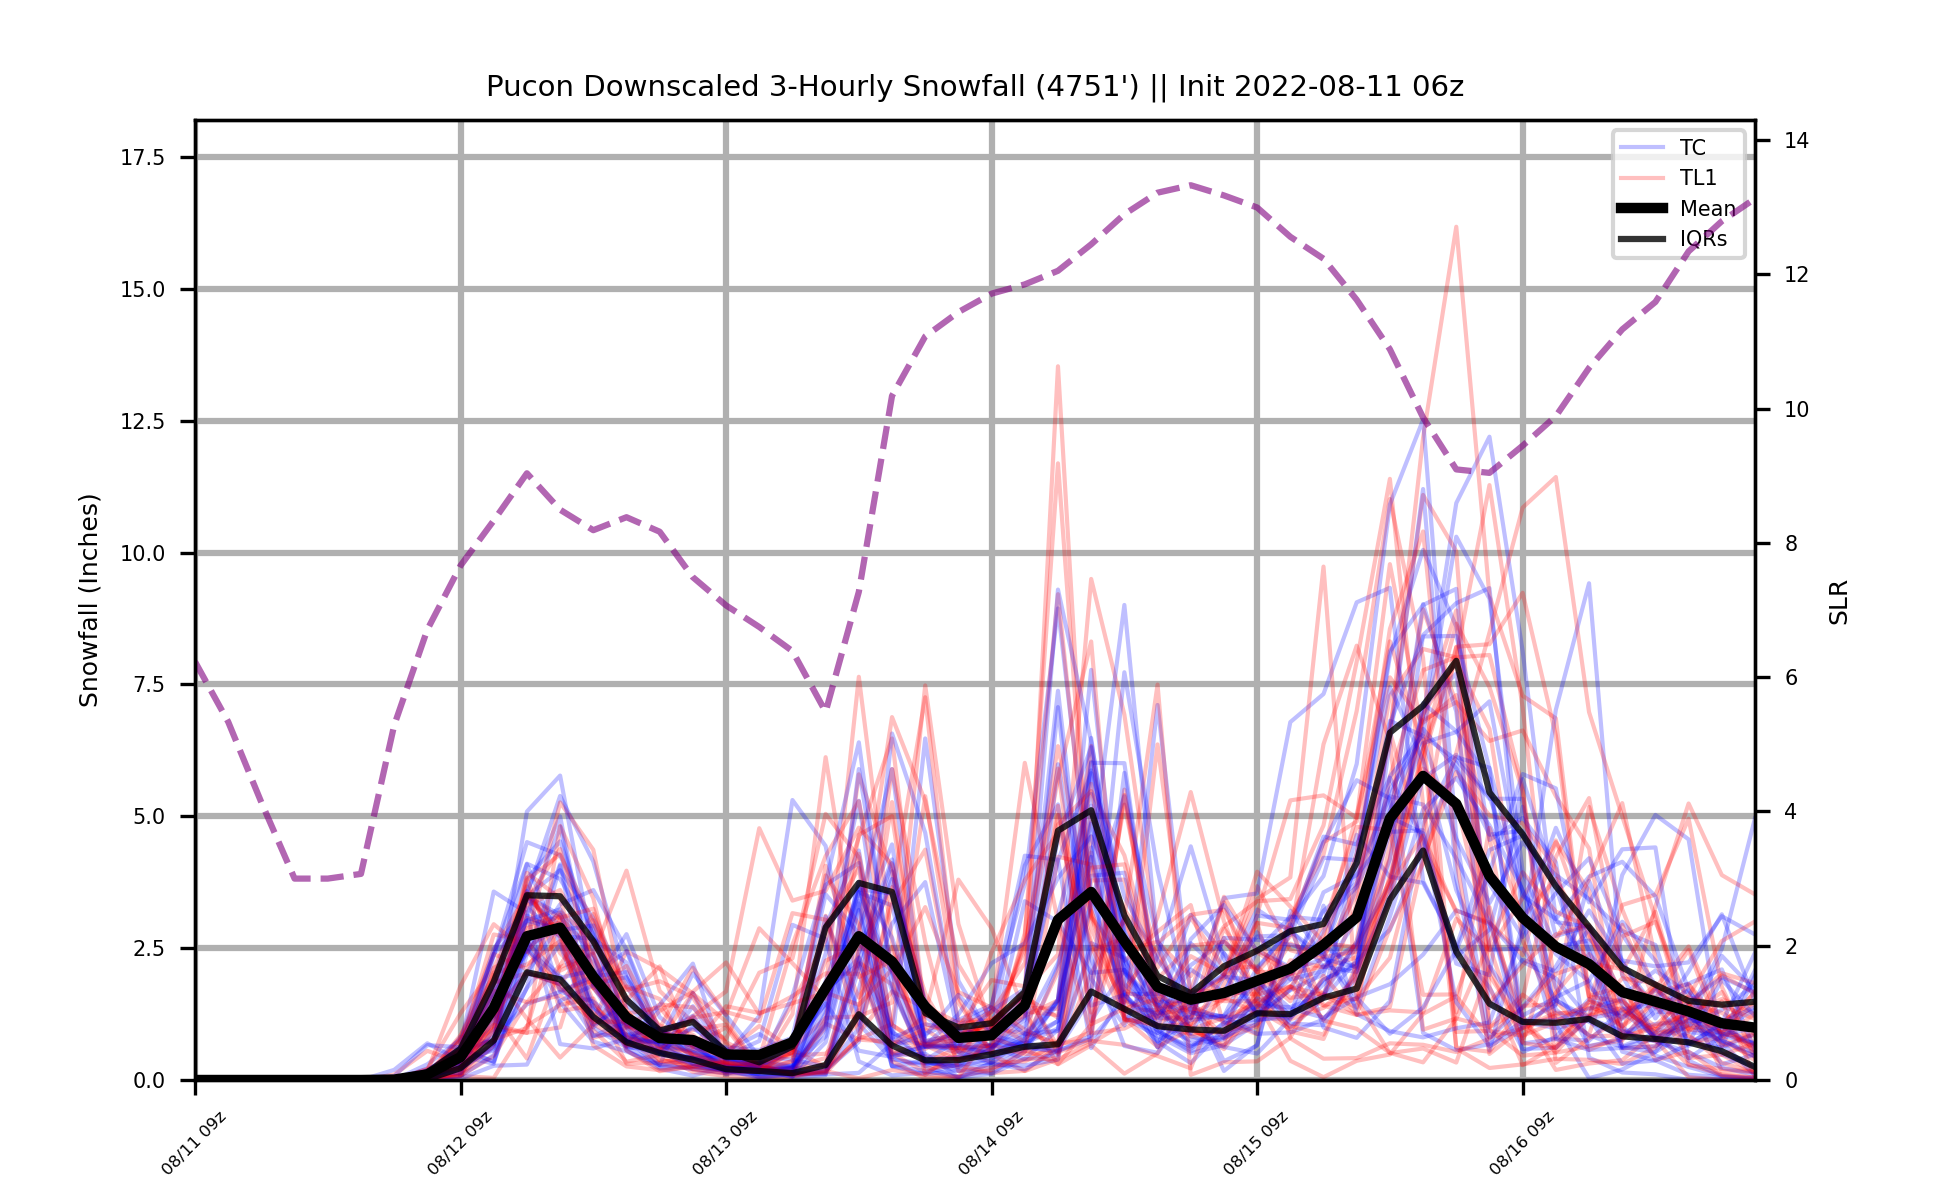 Pucon Downscaled 3-Hourly Snowfall (4751') || Init 2022-08-11 06z
TC
TL1
Mean
IQRs
17.5
15.0
12.5
10.0
7.5
5.0
2.5
0.0
Snowfall (Inches)
14
12
10
8
6
4
2
0
SLR
08/11 09z
08/12 09z
08/13 09z
08/14 09z
08/15 09z
08/16 09z